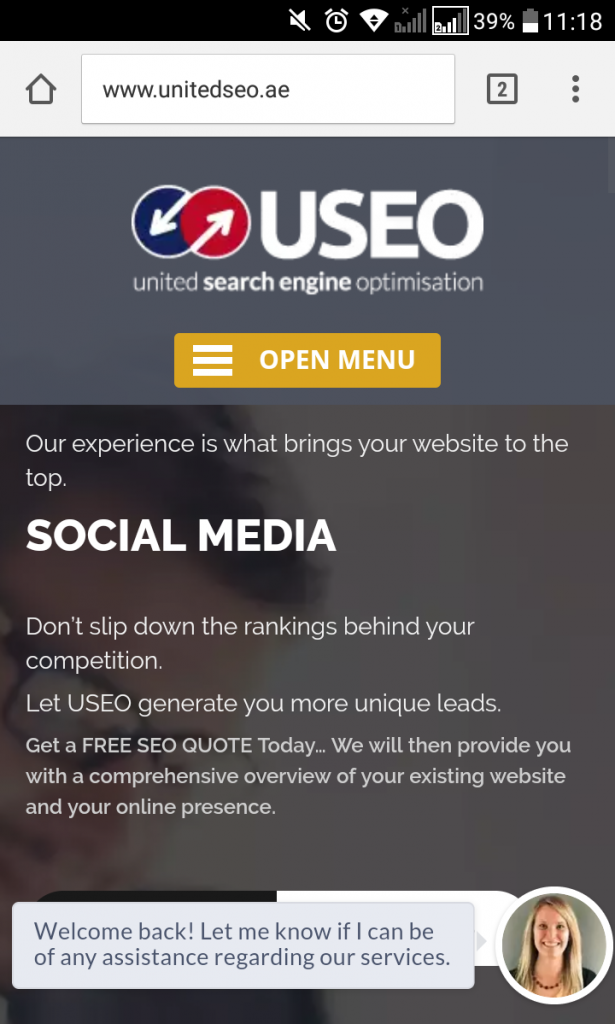 39% 11:18
www.unitedseo.ae
2
USEO
united search engine optimisation
OPEN MENU
Our experience is what brings your website to the
top.
SOCIAL MEDIA
Don’t slip down the rankings behind your
competition.
Let USEO generate you more unique leads.
Get a FREE SEO QUOTE Today... We will then provide you
with a comprehensive overview of your existing website
and your online presence.
Welcome back! Let me know if I can be
of any assistance regarding our services.